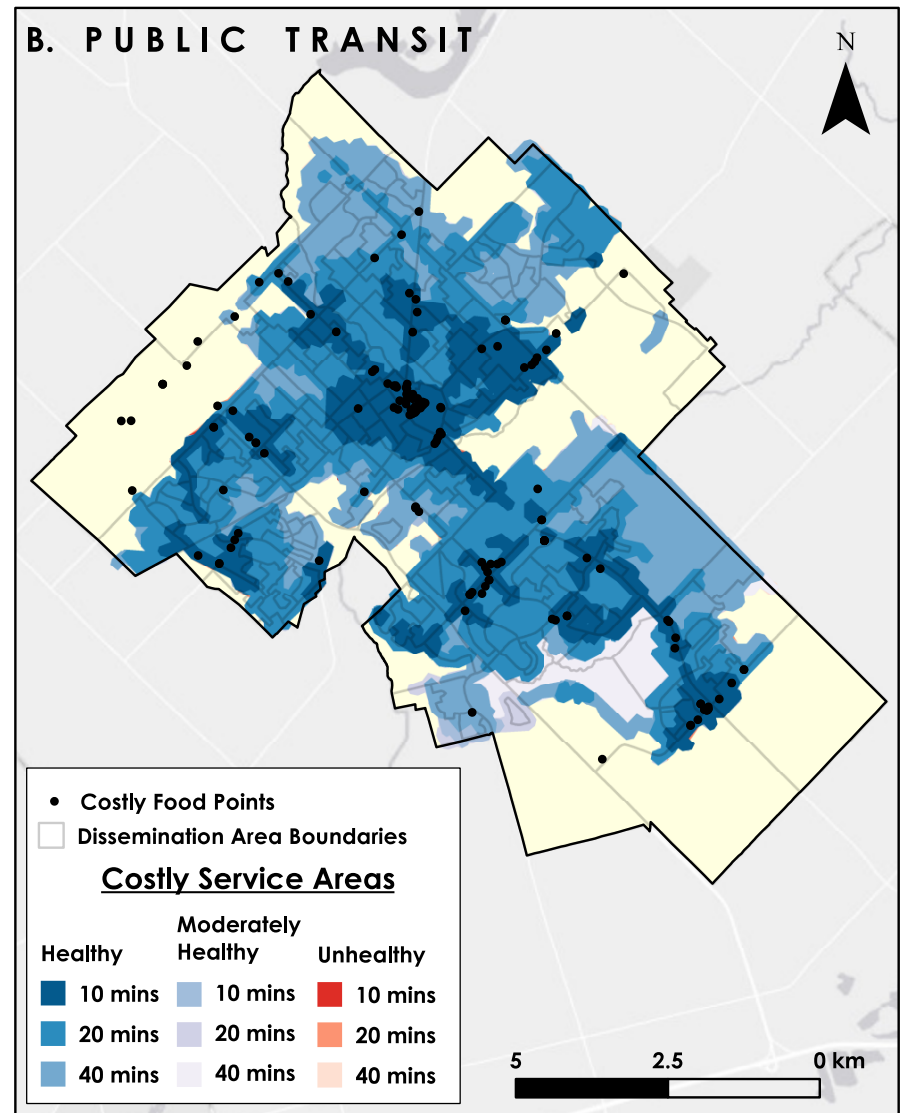 B. PUBLIC TRANSIT
N
Costly Food Points
Dissemination Area Boundaries
Costly Service Areas
Healthy
Moderately
Healthy
Unhealthy
10 mins 10 mins 10 mins
20 mins 20 mins 20 mins
40 mins 40 mins 40 mins
5 2.5 0 km